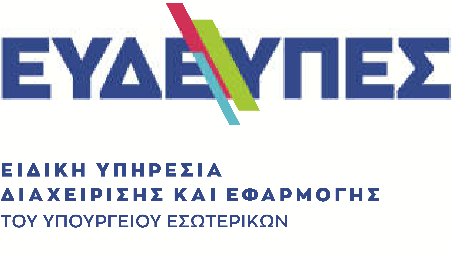 ΕΥΔΕΥΠΕΣ
ΕΙΔΙΚΗ ΥΠΗΡΕΣΙΑ
ΔΙΑΧΕΙΡΙΣΗΣ ΚΑΙ ΕΦΑΡΜΟΓΗΣ
ΤΟΥ ΥΠΟΥΡΓΕΙΟΥ ΕΣΩΤΕΡΙΚΩΝ